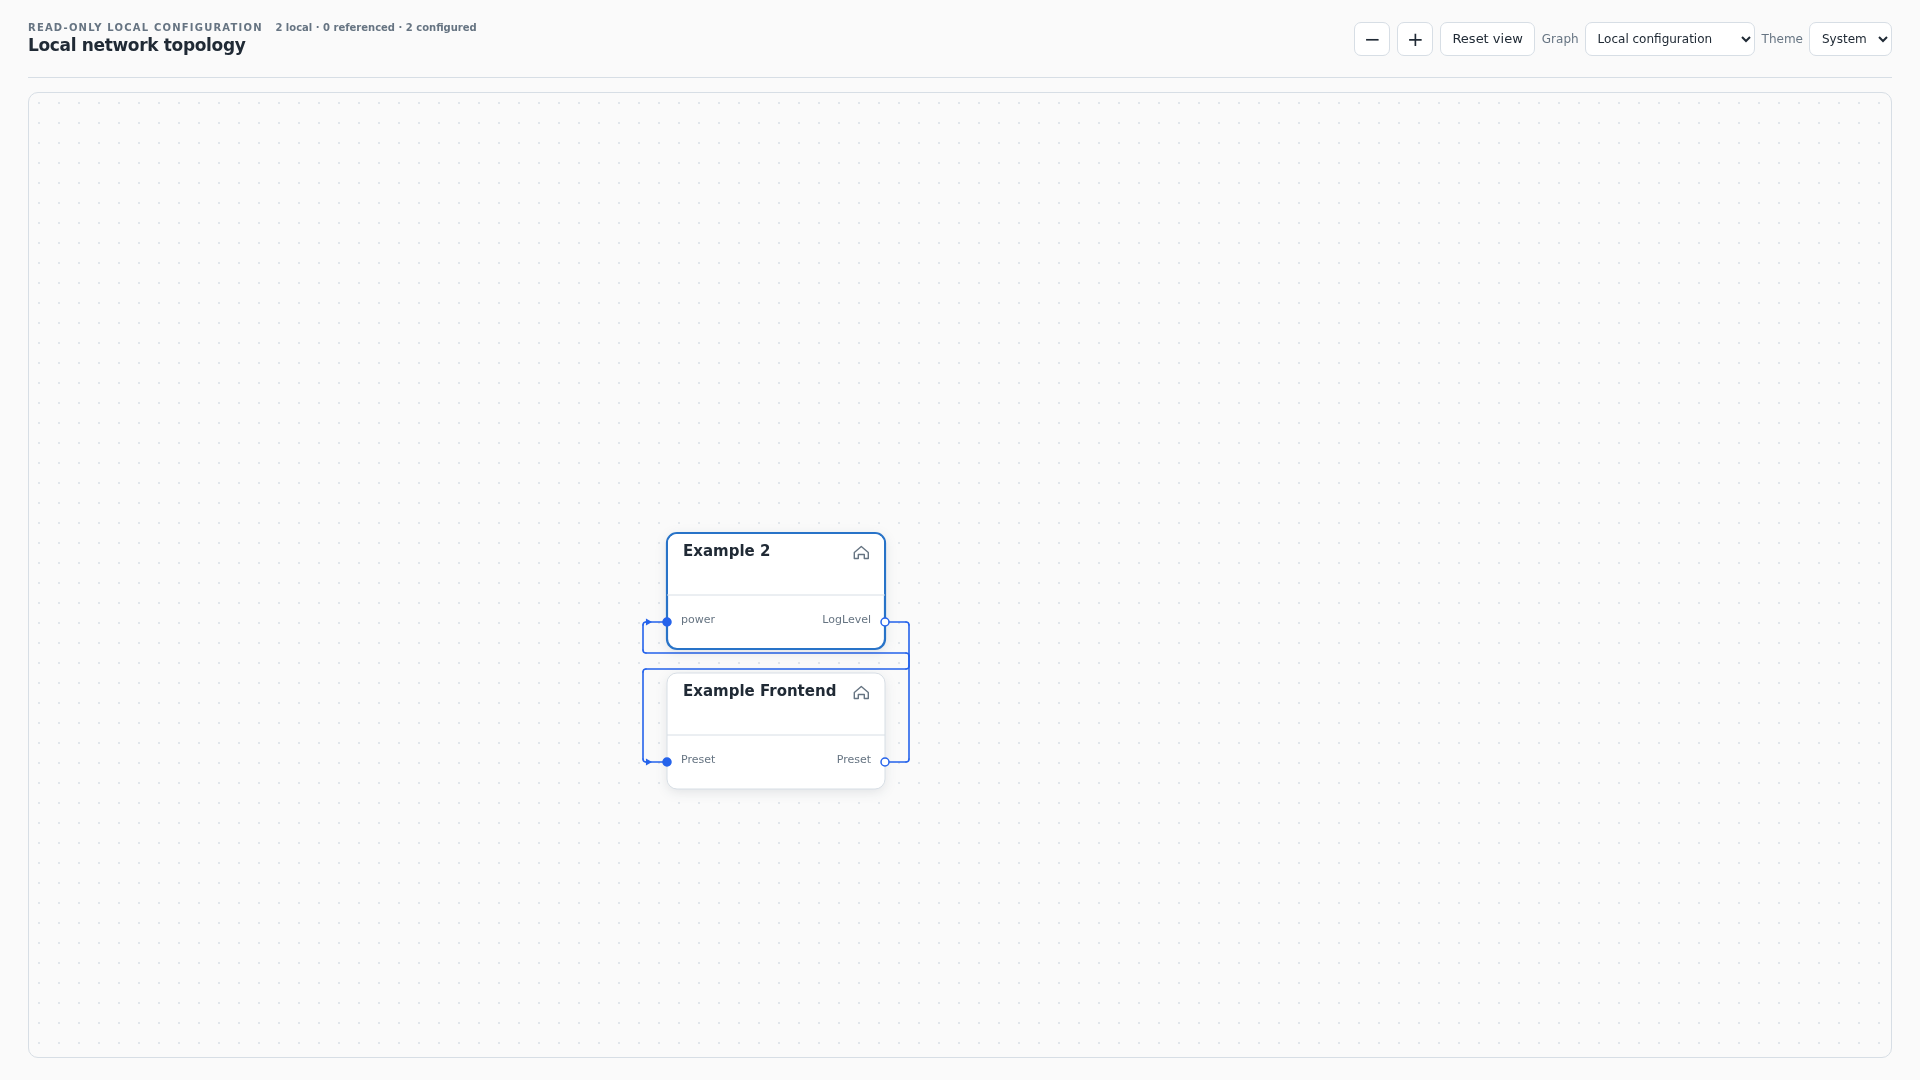 READ-ONLY LOCAL CONFIGURATION 2 local · 0 referenced · 2 configured
Local network topology
− + Reset view Graph Local configuration Theme System
Example 2
power LogLevel
Example Frontend
Preset Preset